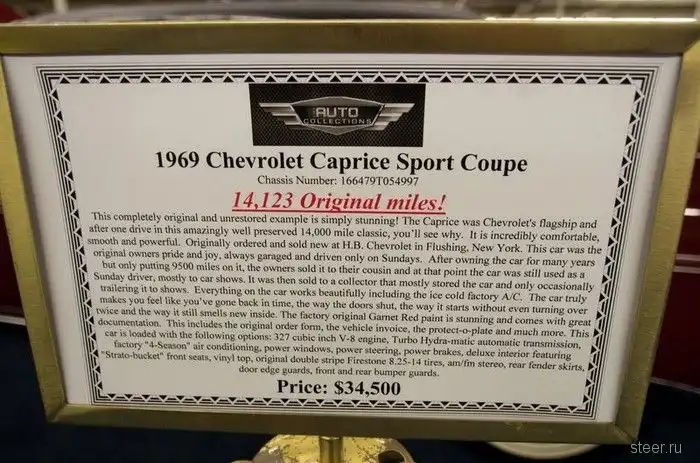 AUTO
COLLECTIONS
1969 Chevrolet Caprice Sport Coupe
Chassis Number: 166479T054997
14,123 Original miles!
This completely original and unrestored example is simply stunning! The Caprice was Chevrolet's flagship and
after one drive in this amazingly well preserved 14,000 mile classic, you'll see why. It is incredibly comfortable,
smooth and powerful. Originally ordered and sold new at H.B. Chevrolet in Flushing, New York. This car was the
original owners pride and joy, always garaged and driven only on Sundays. After owning the car for many years
but only putting 9500 miles on it, the owners sold it to their cousin and at that point the car was still used as a
Sunday driver, mostly to car shows. It was then sold to a collector that mostly stored the car and only occasionally
trailering it to shows. Everything on the car works beautifully including the ice cold factory A/C. The car truly
makes you feel like you've gone back in time, the way the doors shut, the way it starts without even turning over
twice and the way it still smells new inside. The factory original Garnet Red paint is stunning and comes with great
documentation. This includes the original order form, the vehicle invoice, the protect-o-plate and much more. This
car is loaded with the following options: 327 cubic inch V-8 engine, Turbo Hydra-matic automatic transmission,
factory "4-Season" air conditioning, power windows, power steering, power brakes, deluxe interior featuring
"Strato-bucket" front seats, vinyl top, original double stripe Firestone 8.25-14 tires, am/fm stereo, rear fender skirts,
door edge guards, front and rear bumper guards.
Price: $34,500
steer.ru